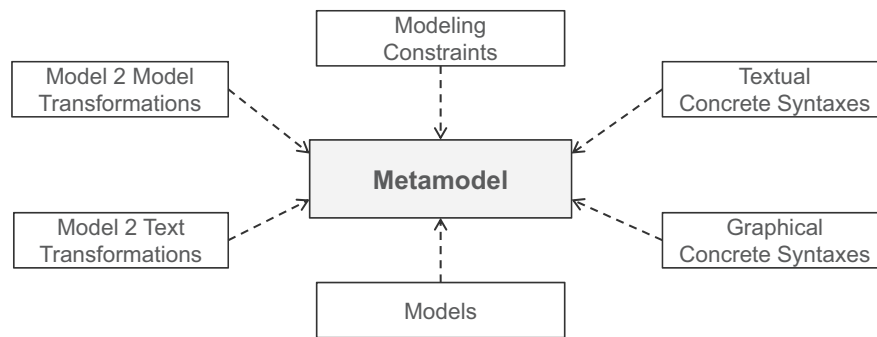 Modeling
Constraints
Model 2 Model
Transformations
Textual
Concrete Syntaxes
Metamodel
Model 2 Text
Transformations
Graphical
Concrete Syntaxes
Models